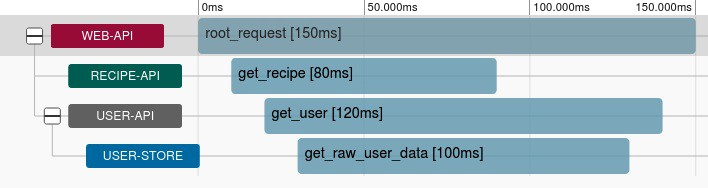 0ms 50.000ms 100.000ms 150.000ms
WEB-API root_request [150ms]
RECIPE-API get_recipe [80ms]
USER-API get_user [120ms]
USER-STORE get_raw_user_data [100ms]